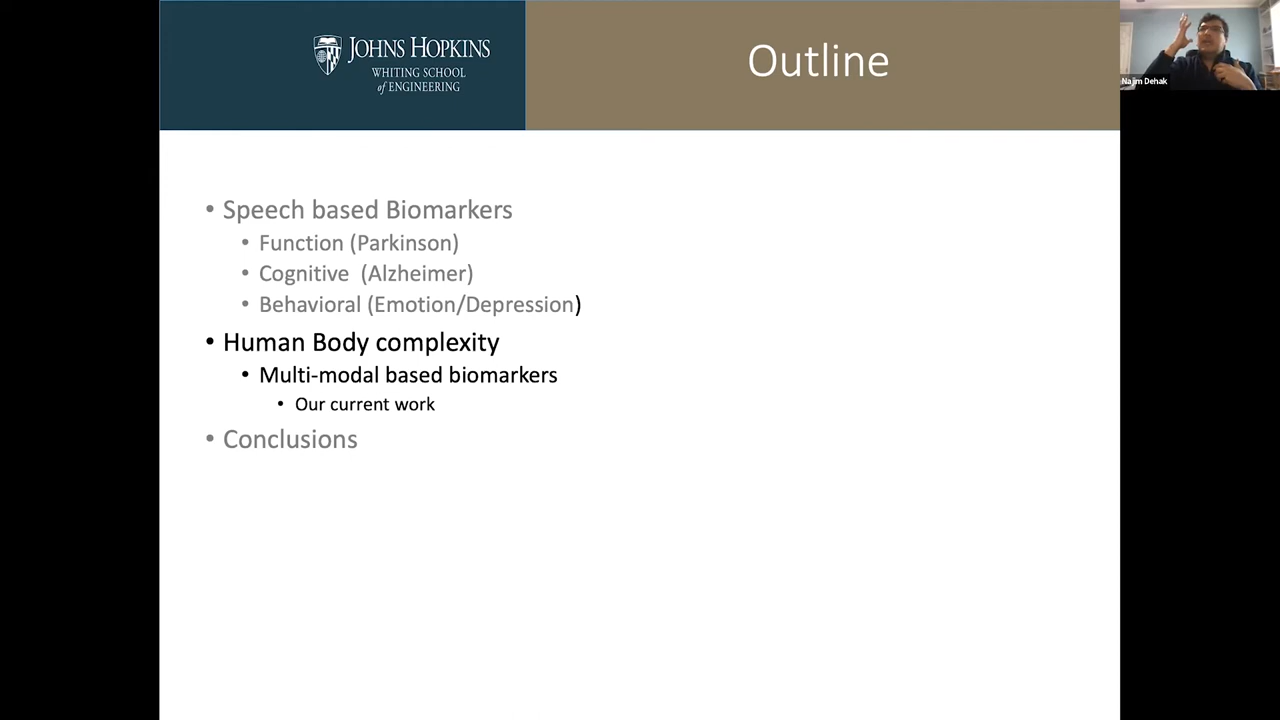 JOHNS HOPKINS
WHITING SCHOOL
of ENGINEERING
Outline
Najim Dehak
• Speech based Biomarkers
• Function (Parkinson)
• Cognitive (Alzheimer)
• Behavioral (Emotion/Depression)
• Human Body complexity
• Multi-modal based biomarkers
• Our current work
• Conclusions